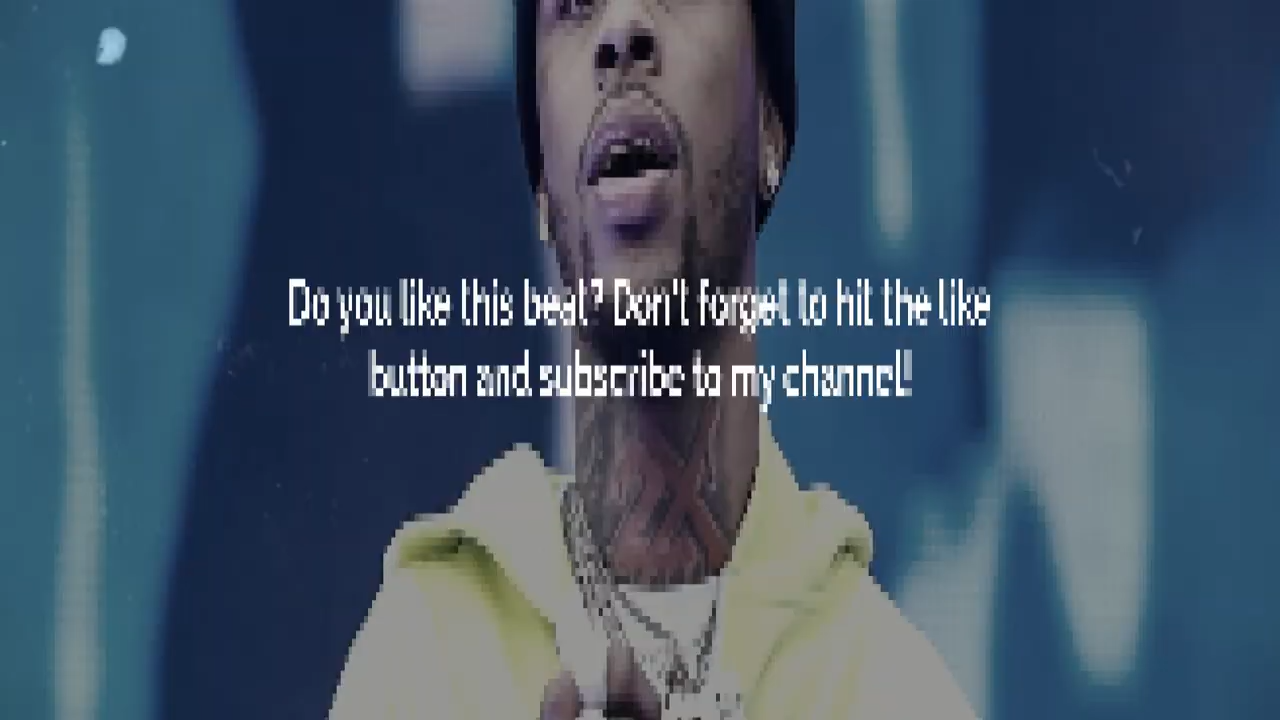 Do you like this beat? Don't forget to hit the like
button and subscribe to my channel!